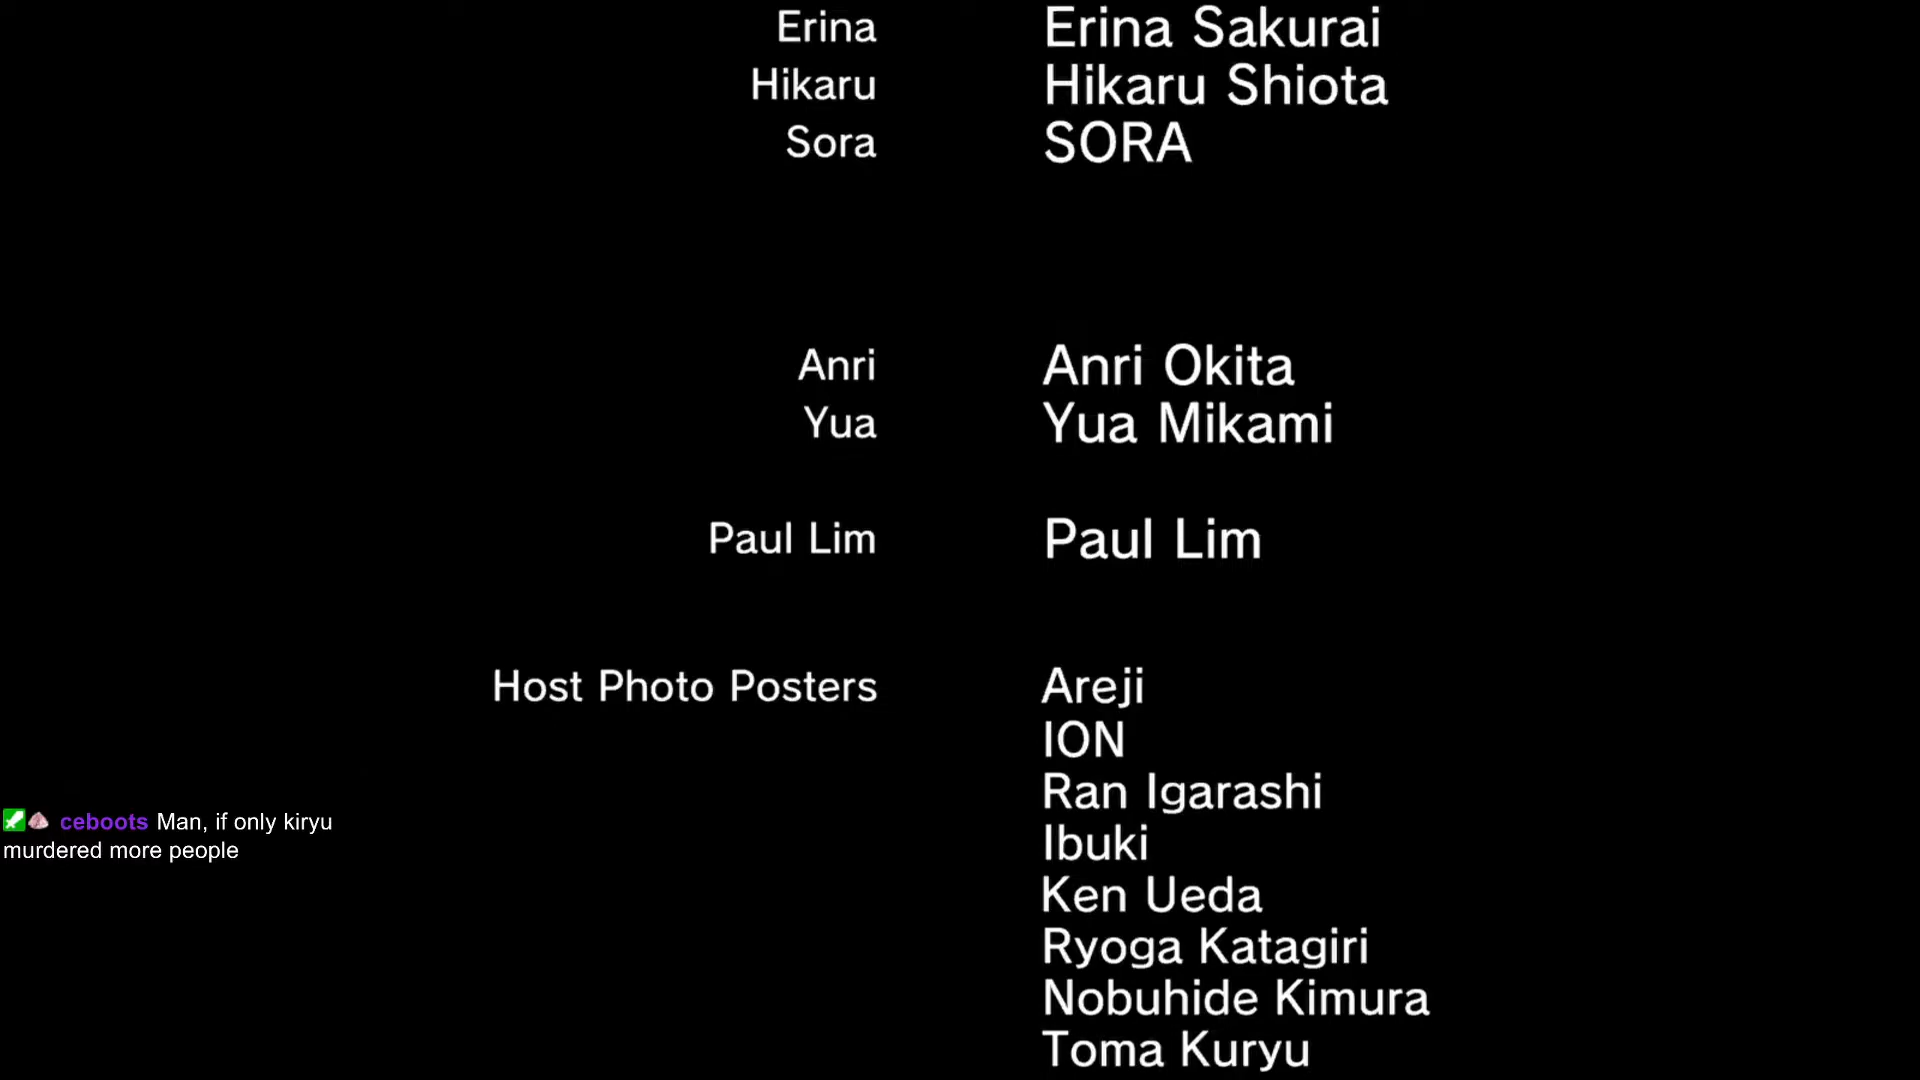 Erina Erina Sakurai
Hikaru Hikaru Shiota
Sora SORA
Anri Anri Okita
Yua Yua Mikami
Paul Lim Paul Lim
Host Photo Posters Areji
ION
Ran Igarashi
ceboots Man, if only kiryu
murdered more people
Ibuki
Ken Ueda
Ryoga Katagiri
Nobuhide Kimura
Toma Kuryu